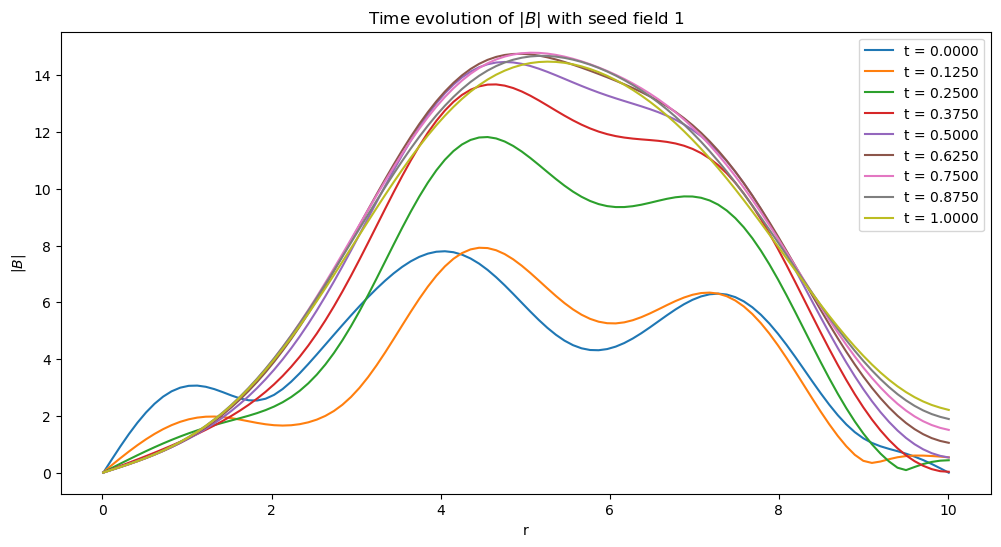 Time evolution of |B| with seed field 1
|B|
14
12
10
8
6
4
2
0
0 2 4 6 8 10
r
t = 0.0000
t = 0.1250
t = 0.2500
t = 0.3750
t = 0.5000
t = 0.6250
t = 0.7500
t = 0.8750
t = 1.0000